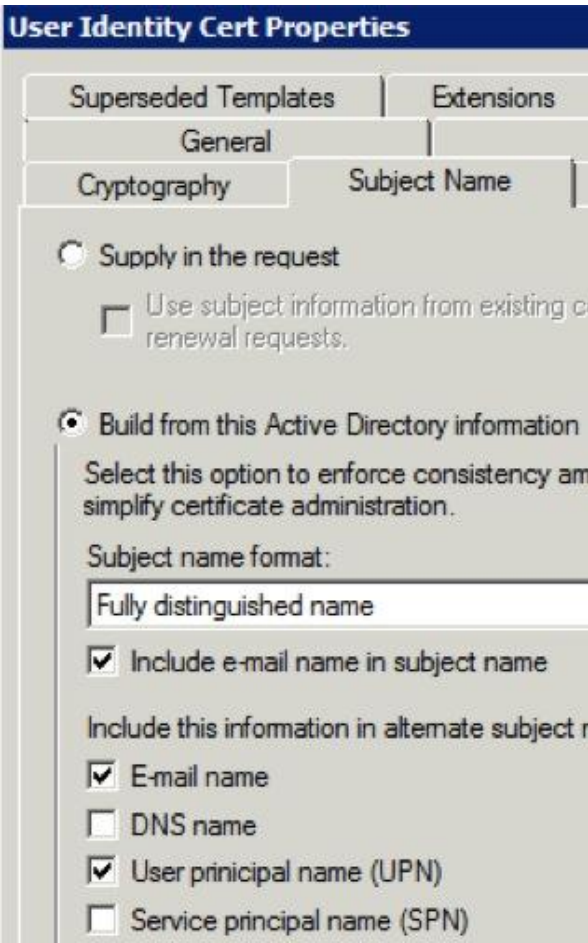 User Identity Cert Properties
Superseded Templates
Extensions
General
Cryptography
Subject Name
Supply in the request
Use subject information from existing
renewal requests.
Build from this Active Directory information
Select this option to enforce consistency
simplify certificate administration.
Subject name format:
Fully distinguished name
Include e-mail name in subject name
Include this information in alternate subject
E-mail name
DNS name
User prinicipal name (UPN)
Service principal name (SPN)